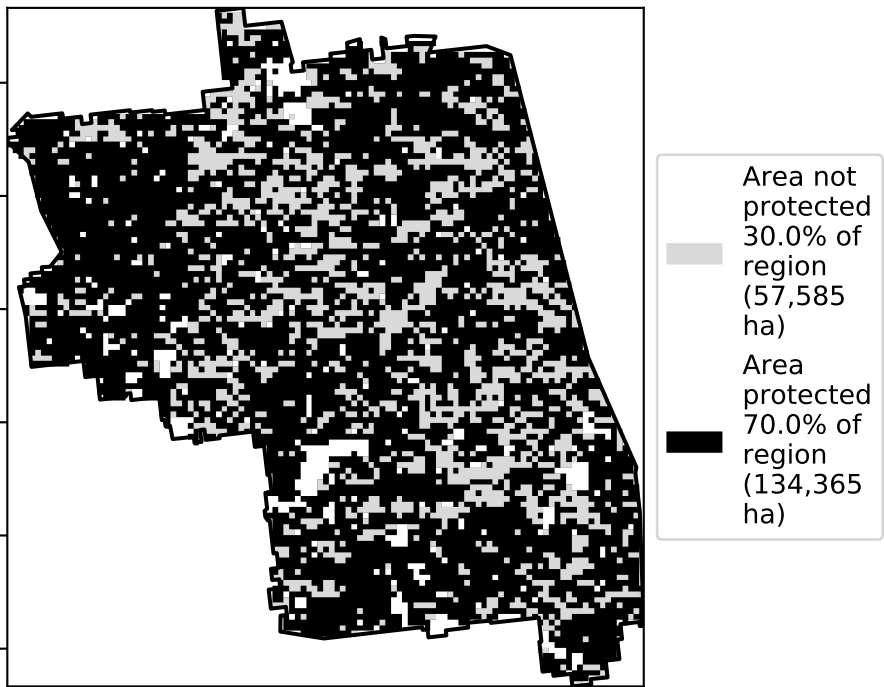 Area not
protected
30.0% of
region
(57,585
ha)
Area
protected
70.0% of
region
(134,365
ha)